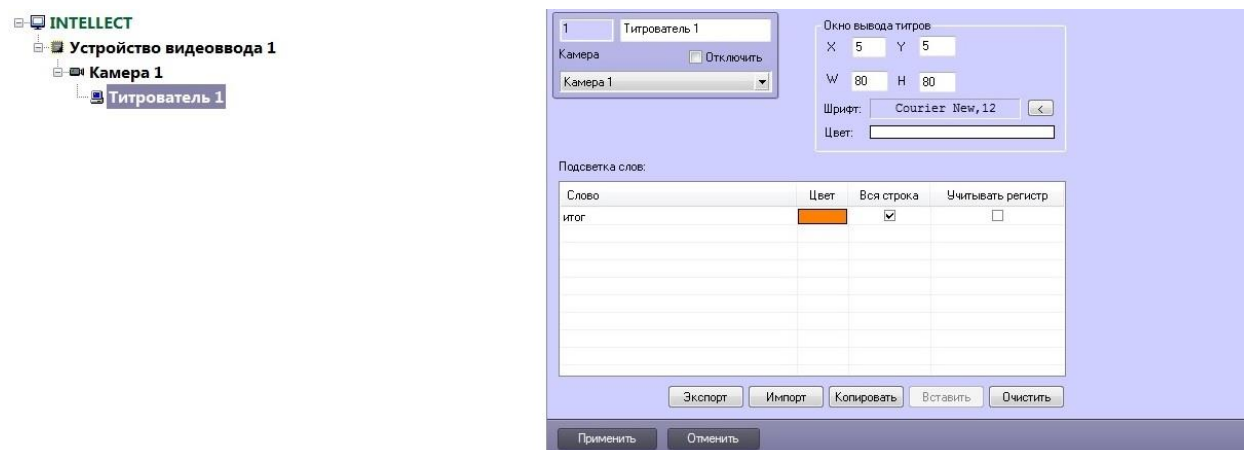 INTELLECT
Устройство видеоввода 1
Камера 1
Титрователь 1
1 Титрователь 1
Камера Отключить
Камера 1
Окно вывода титров
X 5 Y 5
W 80 H 80
Шрифт: Courier New,12 <
Цвет:
Подсветка слов:
Слово Цвет Вся строка Учитывать регистр
итог
Экспорт Импорт Копировать Вставить Очистить
Применить Отменить